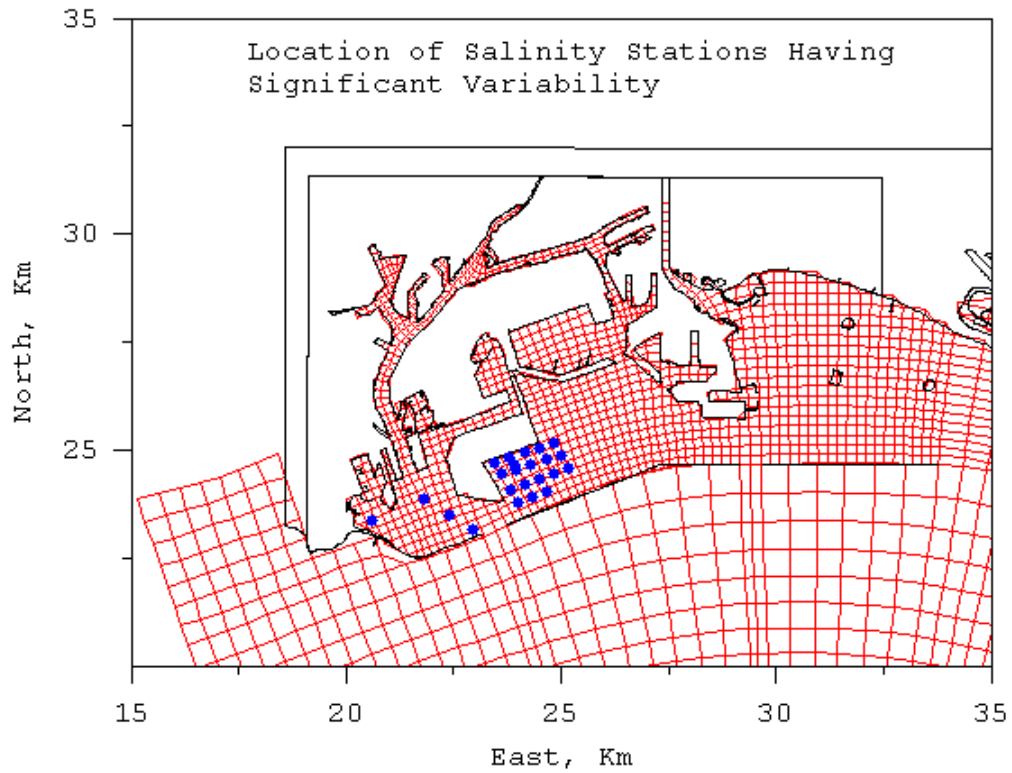 35
Location of Salinity Stations Having
Significant Variability
30
North, Km
25
15 20 25 30 35
East, Km